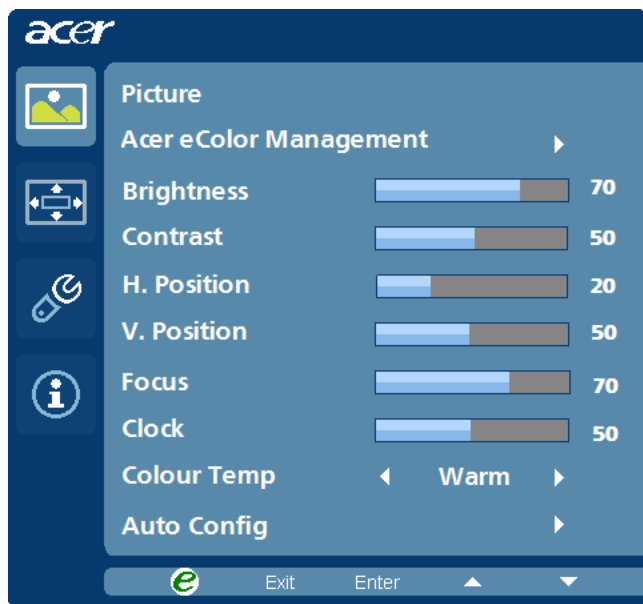 acer
Picture
Acer eColor Management
Brightness 70
Contrast 50
H. Position 20
V. Position 50
Focus 70
Clock 50
Colour Temp Warm
Auto Config
e Exit Enter